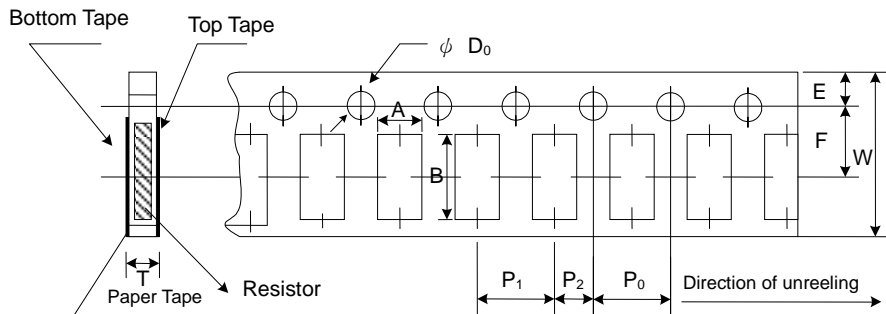 Bottom Tape
Top Tape
ϕ D₀
A
E
F
W
B
T
Paper Tape
Resistor
P₁
P₂
P₀
Direction of unreeling